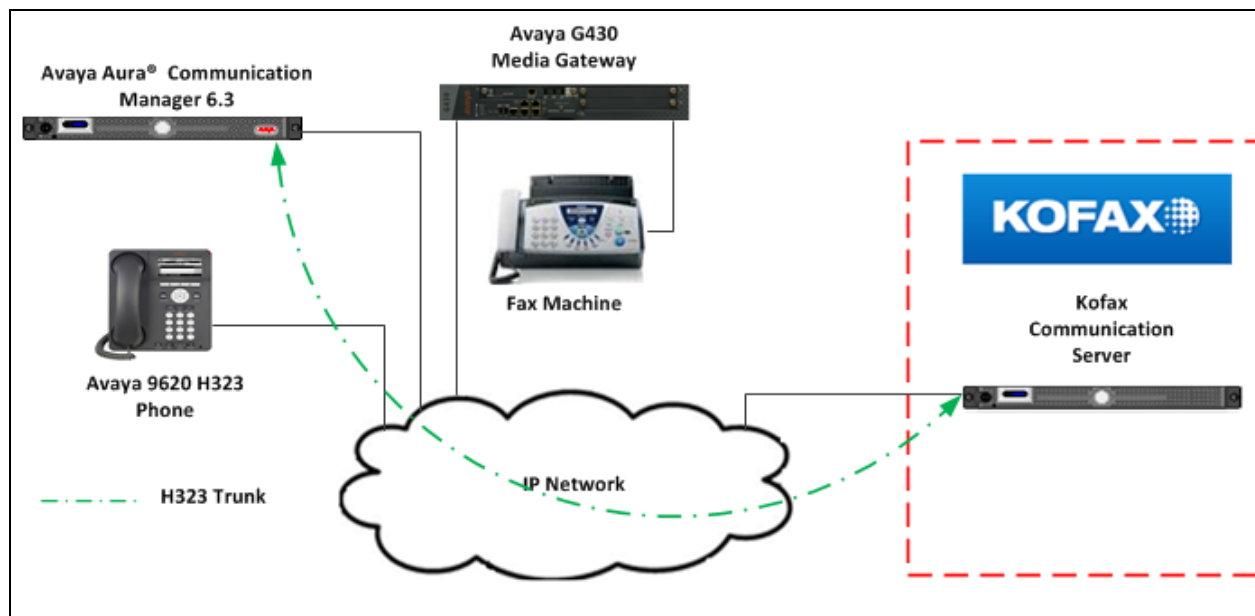 Avaya G430
Media Gateway
Avaya Aura® Communication
Manager 6.3
KOFAX
Fax Machine
Kofax
Communication
Server
Avaya 9620 H323
Phone
IP Network
H323 Trunk